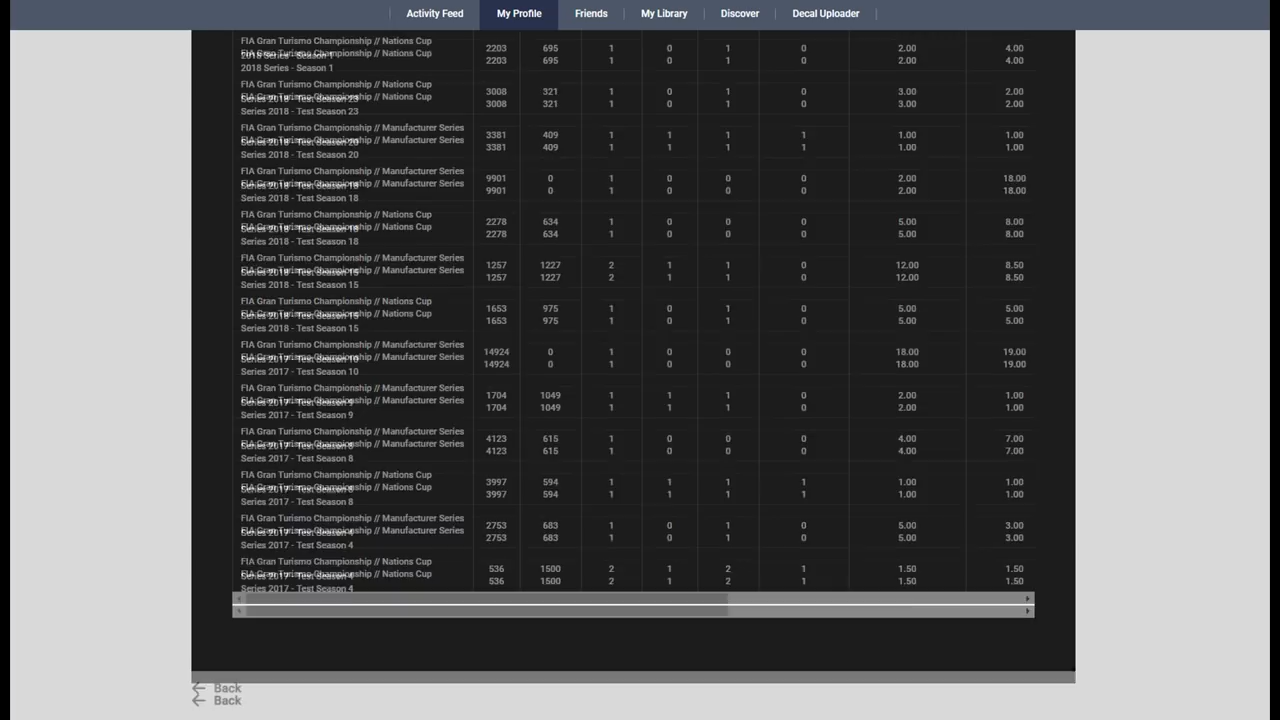 Activity Feed My Profile Friends My Library Discover Decal Uploader
FIA Gran Turismo Championship // Nations Cup
2018 Series - Season 1 2203 695 1 0 1 0 2.00 4.00
FIA Gran Turismo Championship // Nations Cup
Series 2018 - Test Season 23 3008 321 1 0 1 0 3.00 2.00
FIA Gran Turismo Championship // Manufacturer Series
Series 2018 - Test Season 20 3381 409 1 1 1 1 1.00 1.00
FIA Gran Turismo Championship // Manufacturer Series
Series 2018 - Test Season 18 9901 0 1 0 0 0 2.00 18.00
FIA Gran Turismo Championship // Nations Cup
Series 2018 - Test Season 18 2278 634 1 0 0 0 5.00 8.00
FIA Gran Turismo Championship // Manufacturer Series
Series 2018 - Test Season 15 1257 1227 2 1 1 0 12.00 8.50
FIA Gran Turismo Championship // Nations Cup
Series 2018 - Test Season 15 1653 975 1 0 1 0 5.00 5.00
FIA Gran Turismo Championship // Manufacturer Series
Series 2017 - Test Season 10 14924 0 1 0 0 0 18.00 19.00
FIA Gran Turismo Championship // Manufacturer Series
Series 2017 - Test Season 9 1704 1049 1 1 1 0 2.00 1.00
FIA Gran Turismo Championship // Manufacturer Series
Series 2017 - Test Season 8 4123 615 1 0 0 0 4.00 7.00
FIA Gran Turismo Championship // Nations Cup
Series 2017 - Test Season 8 3997 594 1 1 1 1 1.00 1.00
FIA Gran Turismo Championship // Manufacturer Series
Series 2017 - Test Season 4 2753 683 1 0 1 0 5.00 3.00
FIA Gran Turismo Championship // Nations Cup
Series 2017 - Test Season 4 536 1500 2 1 2 1 1.50 1.50
Back